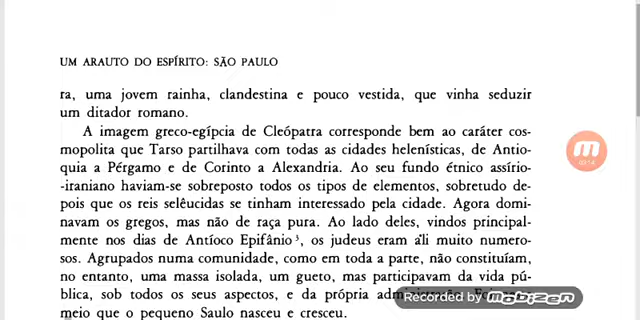 UM ARAUTO DO ESPÍRITO: SÃO PAULO
ra, uma jovem rainha, clandestina e pouco vestida, que vinha seduzir
um ditador romano.
A imagem greco-egípcia de Cleópatra corresponde bem ao caráter cos-
mopolita que Tarso partilhava com todas as cidades helenísticas, de Antio-
quia a Pérgamo e de Corinto a Alexandria. Ao seu fundo étnico assírio-
-iraniano haviam-se sobreposto todos os tipos de elementos, sobretudo de-
pois que os reis selêucidas se tinham interessado pela cidade. Agora domi-
navam os gregos, mas não de raça pura. Ao lado deles, vindos principal-
mente nos dias de Antíoco Epifânio³, os judeus eram ali muito numero-
sos. Agrupados numa comunidade, como em toda a parte, não constituíam,
no entanto, uma massa isolada, um gueto, mas participavam da vida pú-
blica, sob todos os seus aspectos, e da própria
meio que o pequeno Saulo nasceu e cresceu.
Recorded by mobizen